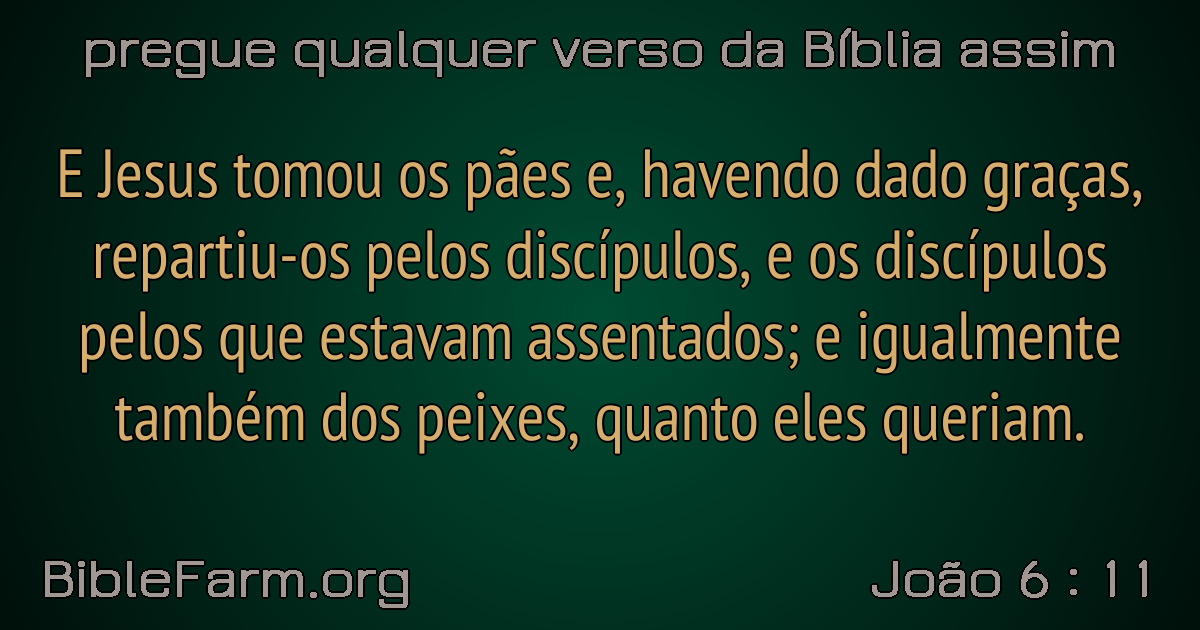 pregue qualquer verso da Bíblia assim
E Jesus tomou os pães e, havendo dado graças,
repartiu-os pelos discípulos, e os discípulos
pelos que estavam assentados; e igualmente
também dos peixes, quanto eles queriam.
BibleFarm.org
João 6 : 11